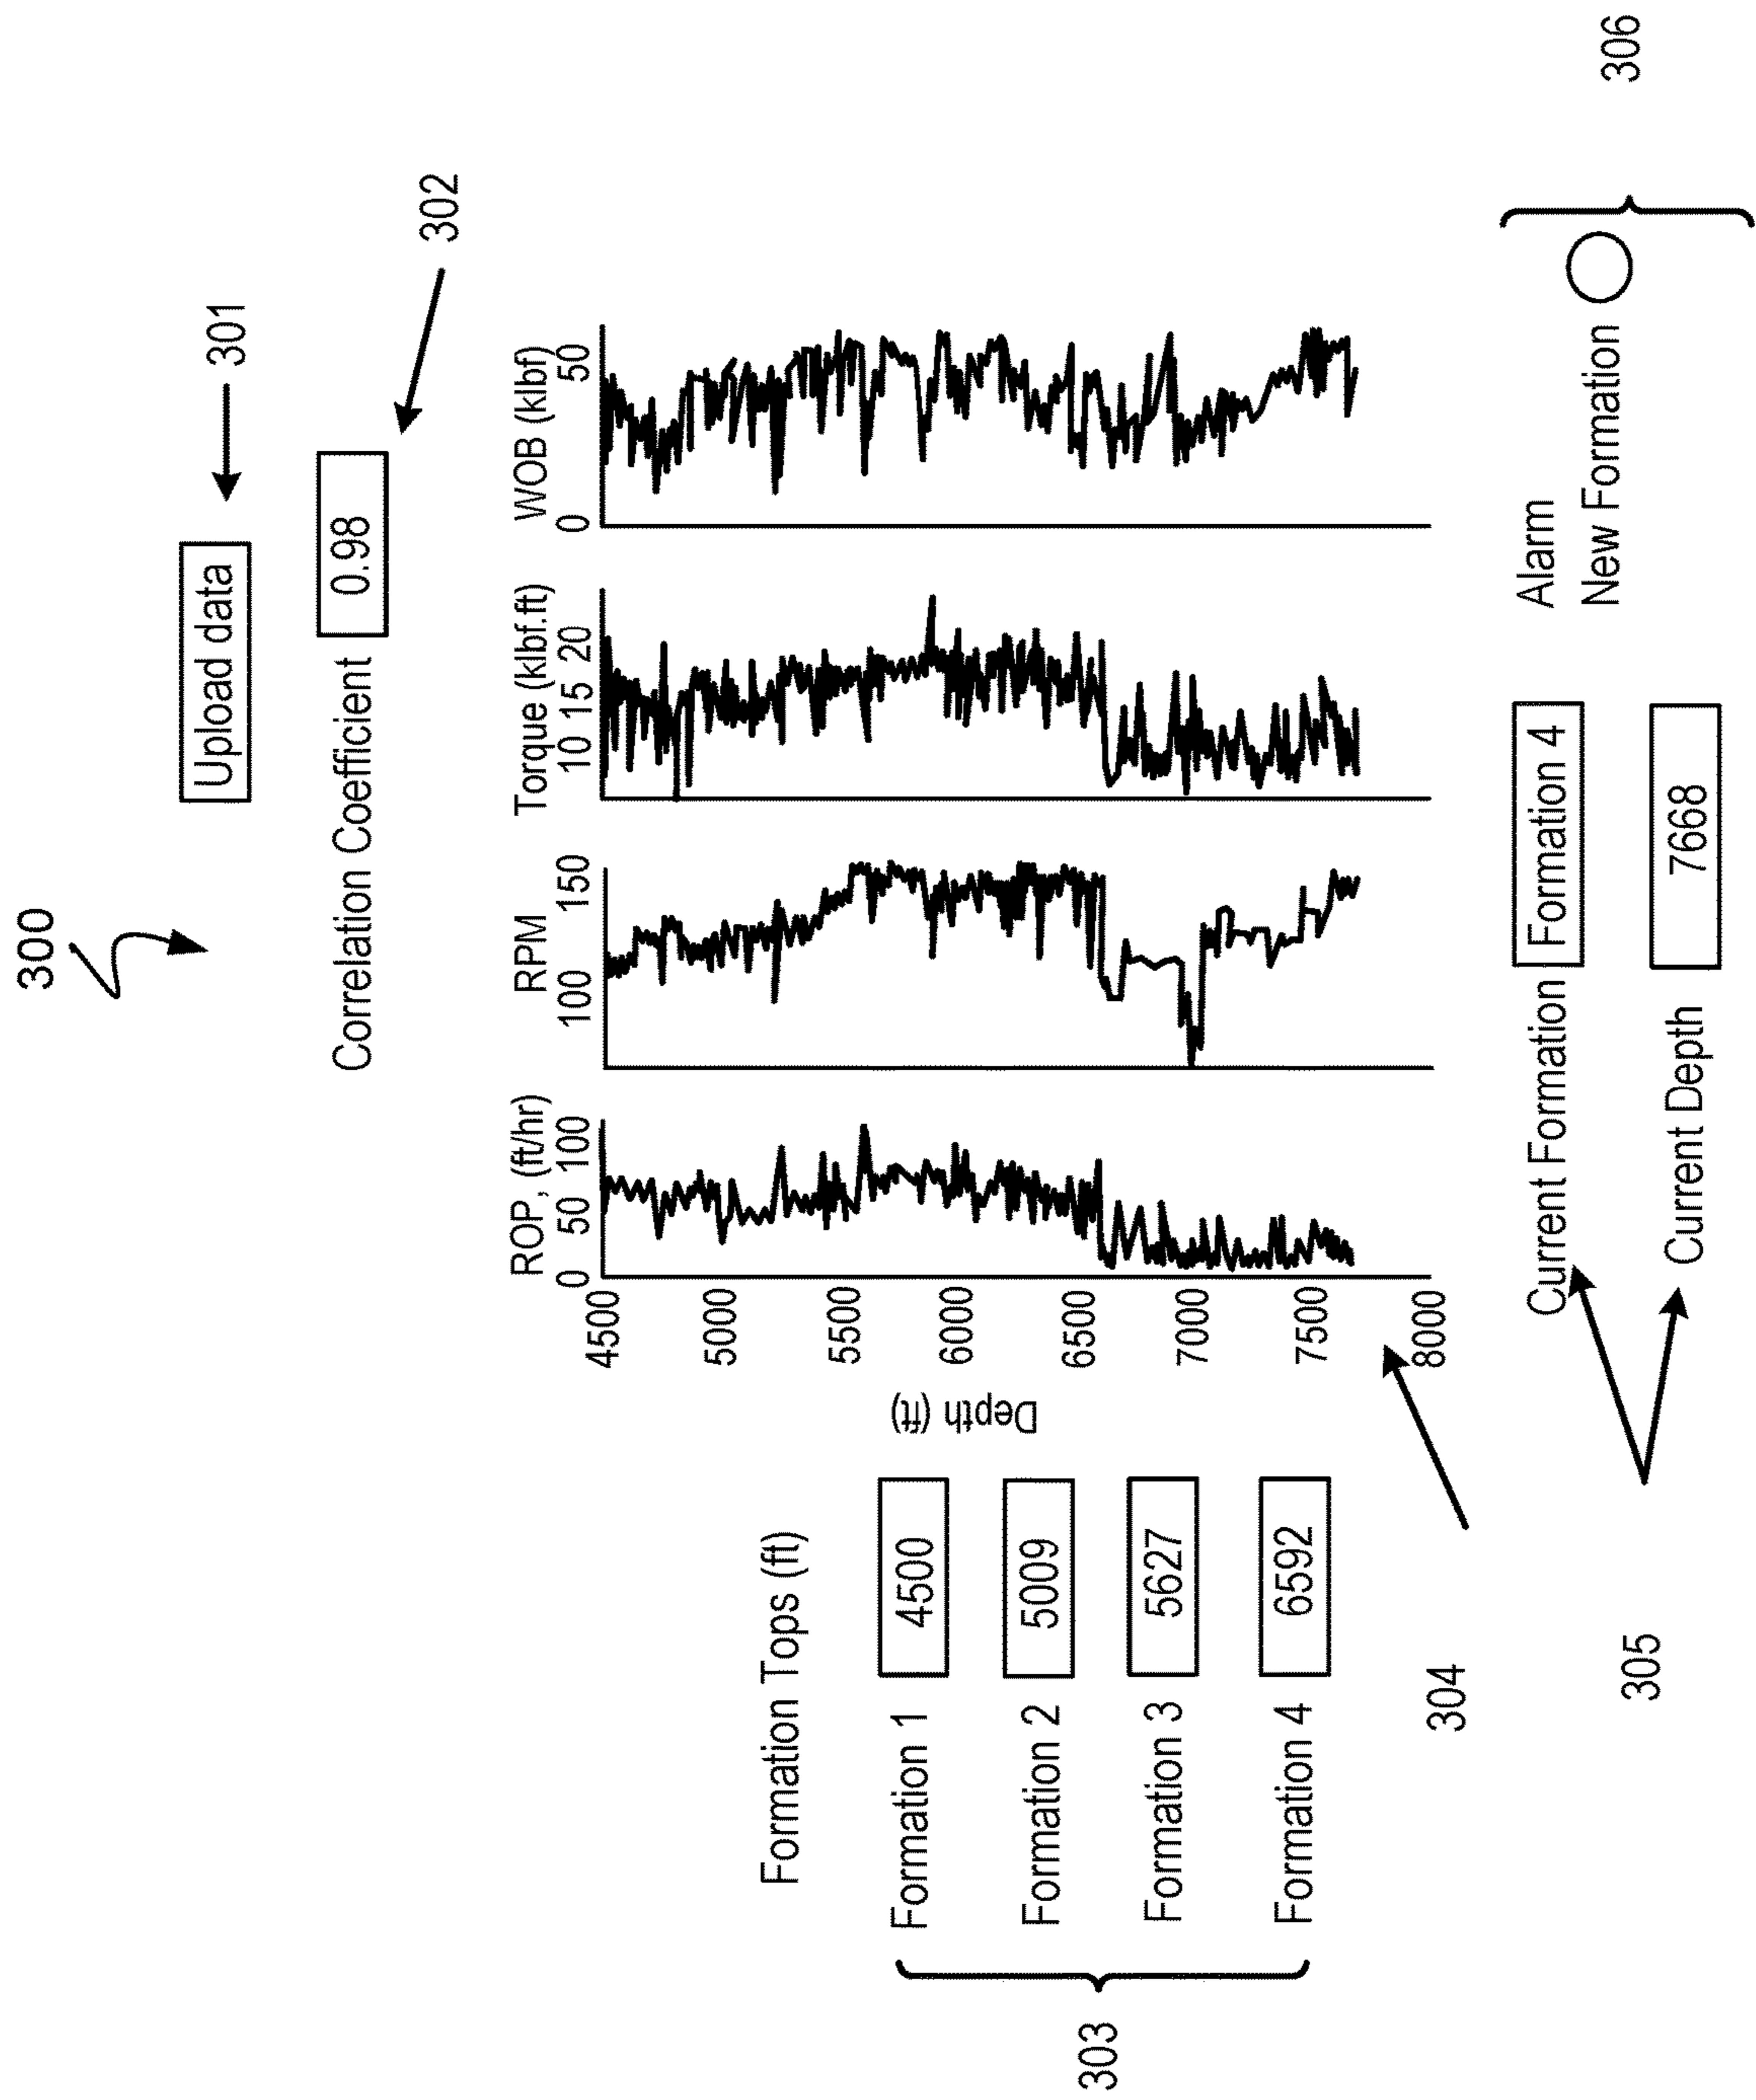 300
Upload data
301
Correlation Coefficient 0.98
302
ROP, (ft/hr)
0 50 100
RPM
100 150
Torque (klbf.ft)
10 15 20
WOB (klbf)
0 50
Formation Tops (ft)
Formation 1 4500
Formation 2 5009
Formation 3 5627
Formation 4 6592
303
Depth (ft)
4500
5000
5500
6000
6500
7000
7500
8000
304
Current Formation Formation 4
Current Depth 7668
305
Alarm
New Formation
306